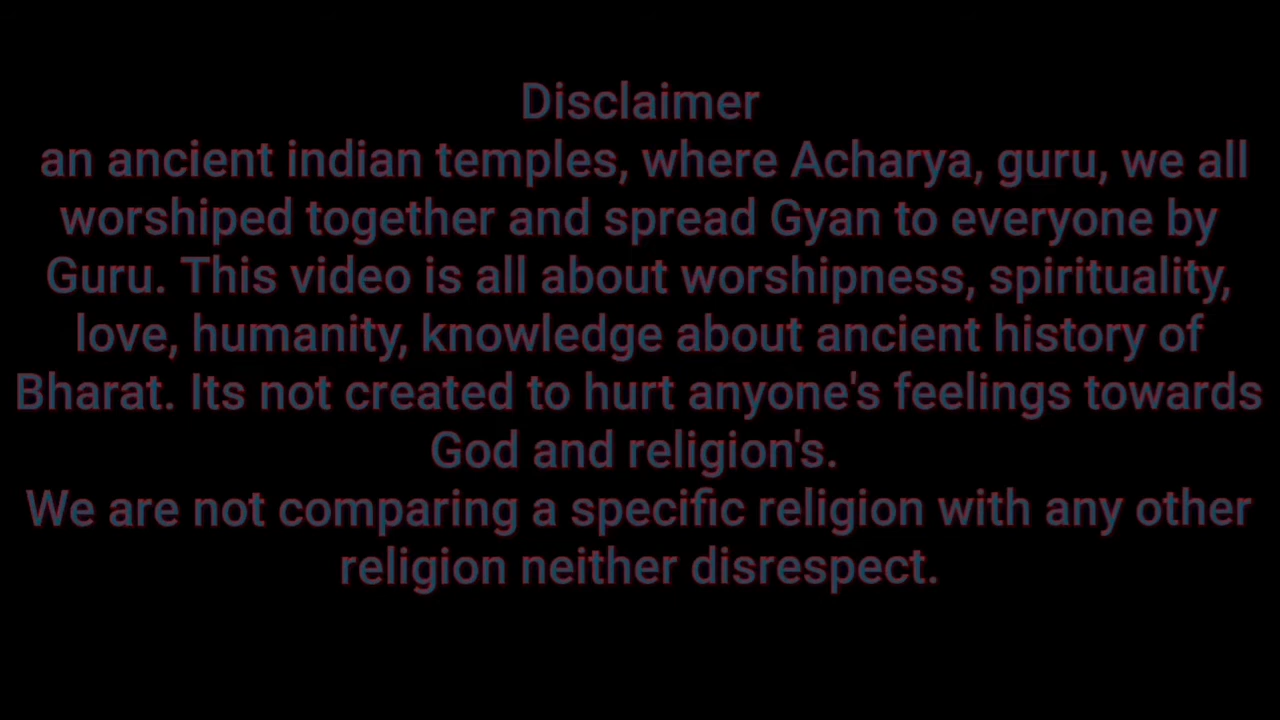 Disclaimer
an ancient indian temples, where Acharya, guru, we all
worshiped together and spread Gyan to everyone by
Guru. This video is all about worshipness, spirituality,
love, humanity, knowledge about ancient history of
Bharat. Its not created to hurt anyone's feelings towards
God and religion's.
We are not comparing a specific religion with any other
religion neither disrespect.